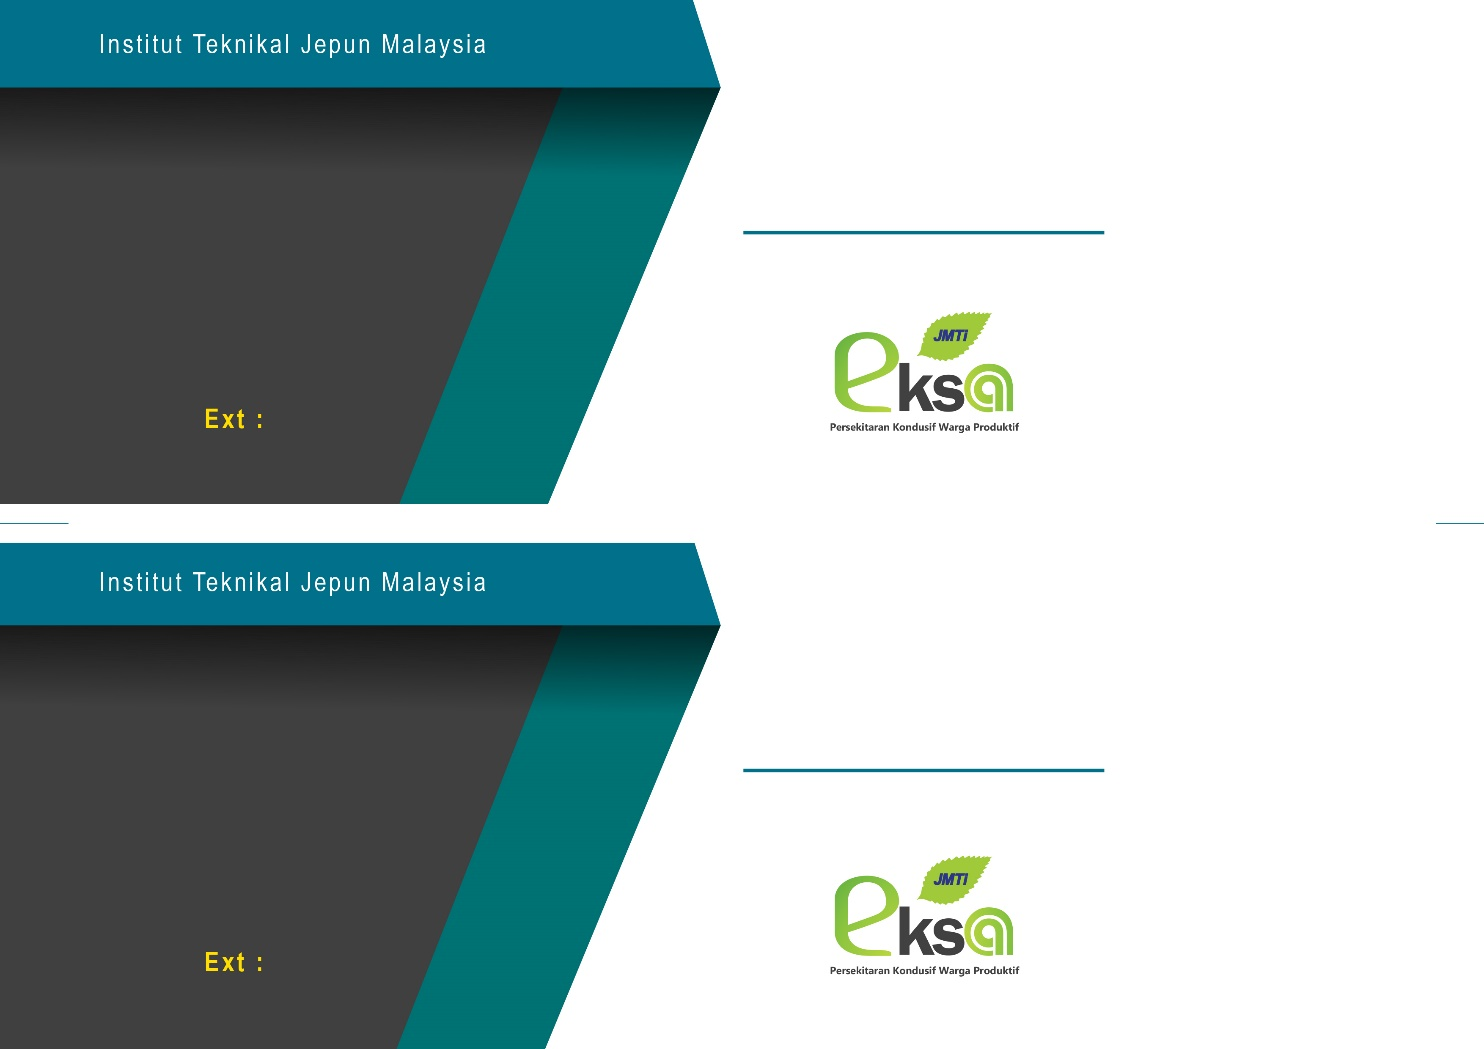 Institut Teknikal Jepun Malaysia
JMTi
eksa
Persekitaran Kondusif Warga Produktif
Ext :
Institut Teknikal Jepun Malaysia
JMTi
eksa
Ext :
Persekitaran Kondusif Warga Produktif